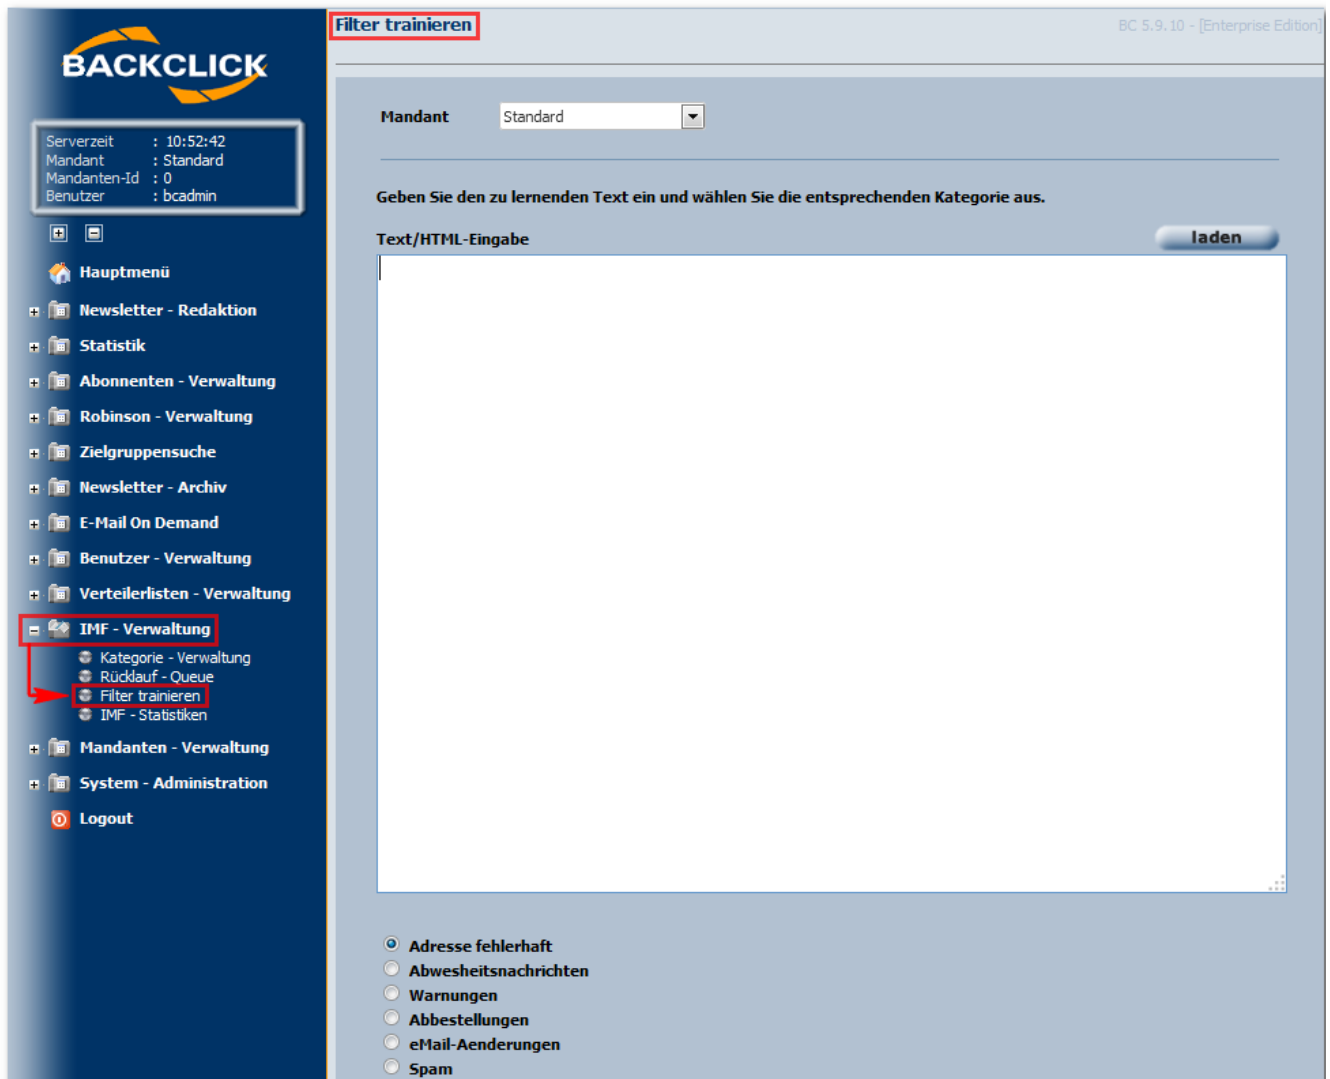 BACKCLICK
Serverzeit : 10:52:42
Mandant : Standard
Mandanten-Id : 0
Benutzer : bcadmin
Hauptmenü
Newsletter - Redaktion
Statistik
Abonnenten - Verwaltung
Robinson - Verwaltung
Zielgruppensuche
Newsletter - Archiv
E-Mail On Demand
Benutzer - Verwaltung
Verteilerlisten - Verwaltung
IMF - Verwaltung
Kategorie - Verwaltung
Rücklauf - Queue
Filter trainieren
IMF - Statistiken
Mandanten - Verwaltung
System - Administration
Logout
Filter trainieren
BC 5.9.10 - [Enterprise Edition]
Mandant Standard
Geben Sie den zu lernenden Text ein und wählen Sie die entsprechenden Kategorie aus.
Text/HTML-Eingabe
laden
Adresse fehlerhaft
Abwesheitsnachrichten
Warnungen
Abbestellungen
eMail-Aenderungen
Spam